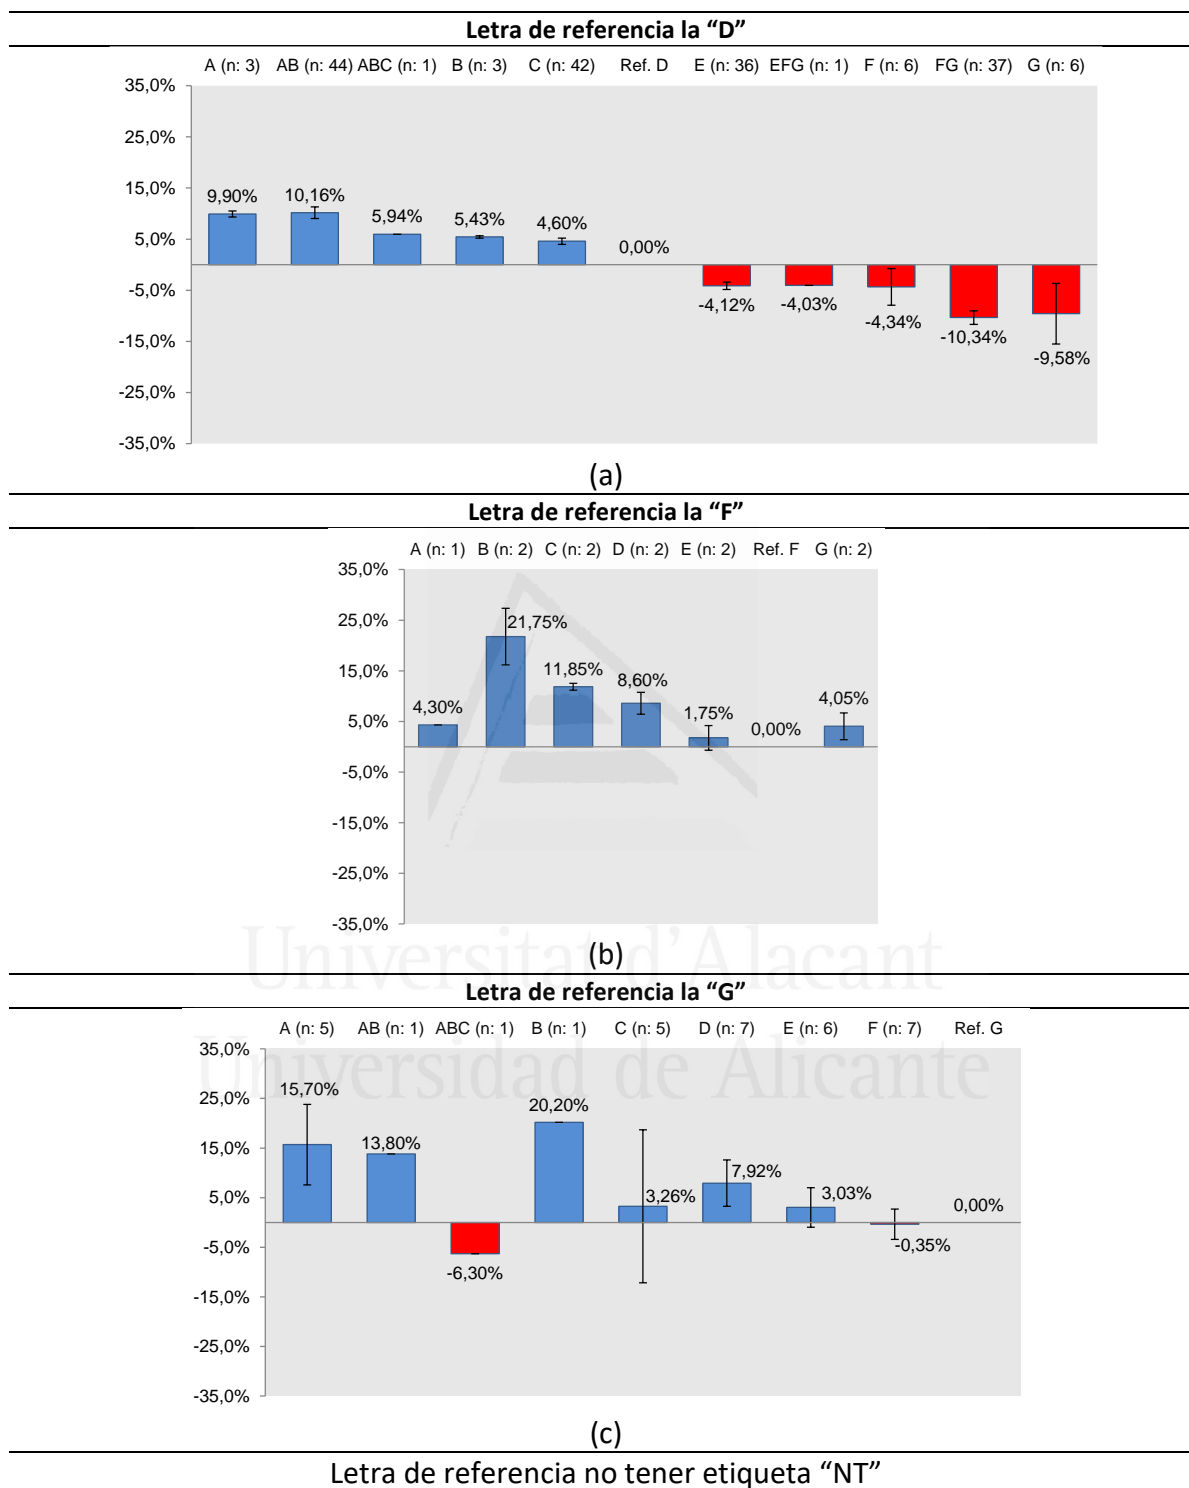 Letra de referencia la “D”
A (n: 3) AB (n: 44) ABC (n: 1) B (n: 3) C (n: 42) Ref. D E (n: 36) EFG (n: 1) F (n: 6) FG (n: 37) G (n: 6)
35,0%
25,0%
15,0%
9,90% 10,16%
5,94% 5,43% 4,60%
5,0%
0,00%
-5,0%
-4,12% -4,03% -4,34%
-10,34%
-15,0%
-9,58%
-25,0%
-35,0%
(a)
Letra de referencia la “F”
A (n: 1) B (n: 2) C (n: 2) D (n: 2) E (n: 2) Ref. F G (n: 2)
35,0%
25,0%
21,75%
15,0%
11,85% 8,60%
4,30% 1,75% 0,00% 4,05%
5,0%
-5,0%
-15,0%
-25,0%
-35,0%
(b)
Universitat d’Alacant
Letra de referencia la “G”
A (n: 5) AB (n: 1) ABC (n: 1) B (n: 1) C (n: 5) D (n: 7) E (n: 6) F (n: 7) Ref. G
35,0%
Universidad de Alicante
25,0%
15,70%
20,20%
15,0%
13,80%
7,92%
5,0%
3,26% 3,03% 0,00%
-5,0%
-0,35%
-6,30%
-15,0%
-25,0%
-35,0%
(c)
Letra de referencia no tener etiqueta “NT”